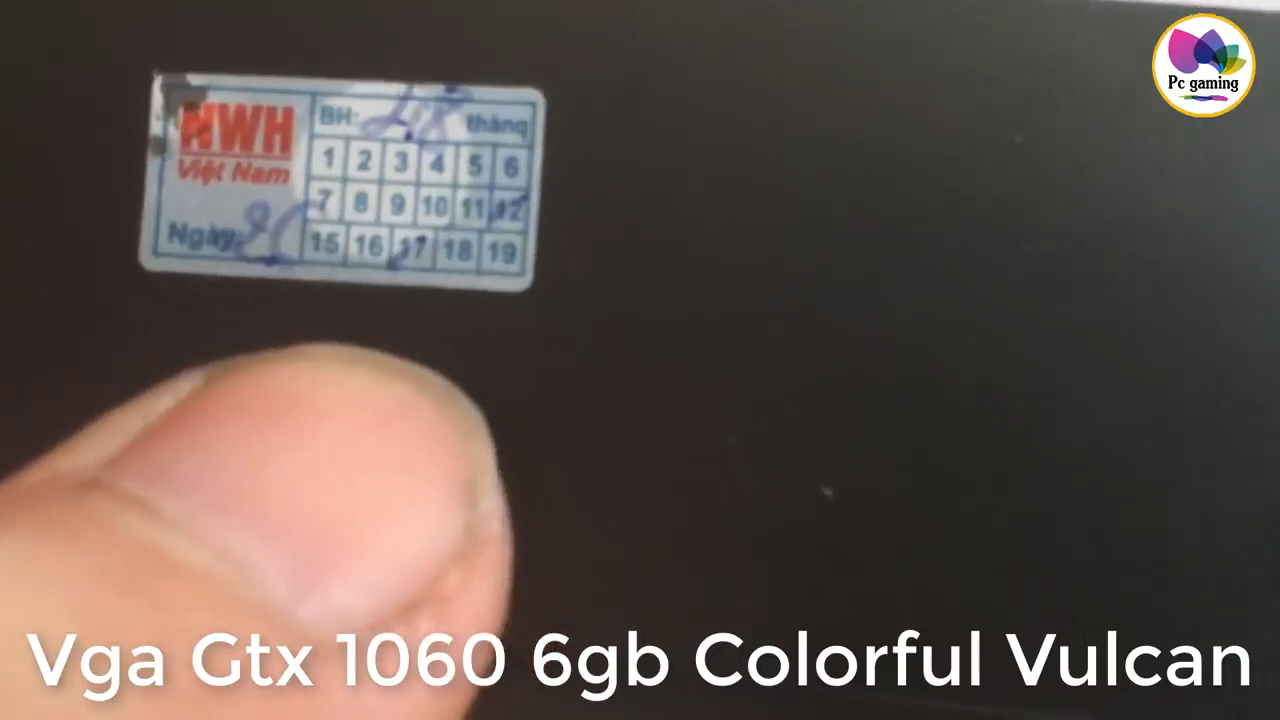 Pc gaming
NWH
Việt Nam
BH: 48 tháng
1 2 3 4 5 6
7 8 9 10 11 12
15 16 17 18 19
Ngày
Vga Gtx 1060 6gb Colorful Vulcan